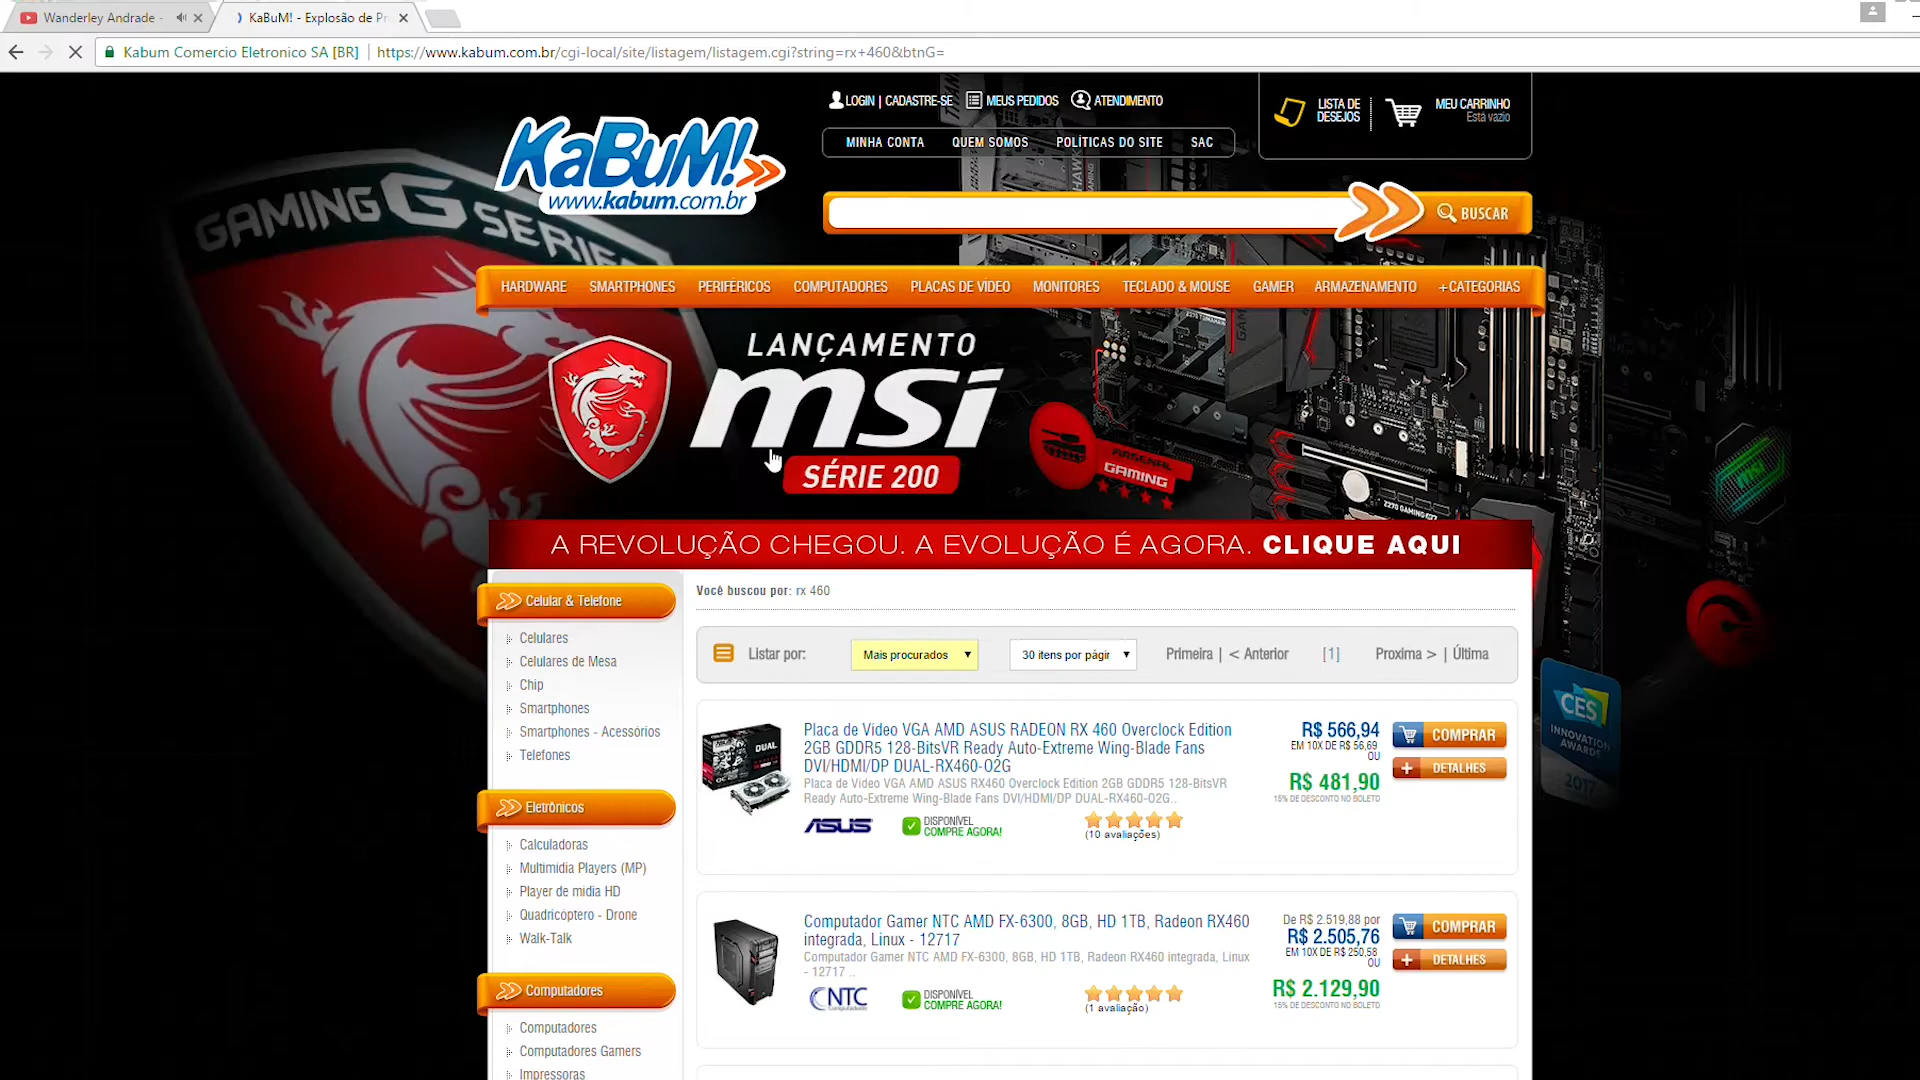 Wanderley Andrade -
KaBuM! - Explosão de Pr
Kabum Comercio Eletronico SA [BR]
https://www.kabum.com.br/cgi-local/site/listagem/listagem.cgi?string=rx+460&btnG=
LOGIN | CADASTRE-SE
MEUS PEDIDOS
ATENDIMENTO
LISTA DE
DESEJOS
MEU CARRINHO
Está vazio
MINHA CONTA
QUEM SOMOS
POLÍTICAS DO SITE
SAC
KaBuM!
www.kabum.com.br
BUSCAR
GAMING G SERIE
HARDWARE
SMARTPHONES
PERIFÉRICOS
COMPUTADORES
PLACAS DE VÍDEO
MONITORES
TECLADO & MOUSE
GAMER
ARMAZENAMENTO
+CATEGORIAS
LANÇAMENTO
msi
SÉRIE 200
ARSENAL
GAMING
Z270 GAMING
A REVOLUÇÃO CHEGOU. A EVOLUÇÃO É AGORA. CLIQUE AQUI
Celular & Telefone
Celulares
Celulares de Mesa
Chip
Smartphones
Smartphones - Acessórios
Telefones
Eletrônicos
Calculadoras
Multimídia Players (MP)
Player de mídia HD
Quadricóptero - Drone
Walk-Talk
Computadores
Computadores
Computadores Gamers
Impressoras
Você buscou por: rx 460
Listar por:
Mais procurados
30 itens por págir
Primeira | < Anterior
[1]
Proxima > | Última
DUAL
Placa de Vídeo VGA AMD ASUS RADEON RX 460 Overclock Edition
2GB GDDR5 128-BitsVR Ready Auto-Extreme Wing-Blade Fans
DVI/HDMI/DP DUAL-RX460-O2G
Placa de Vídeo VGA AMD ASUS RX460 Overclock Edition 2GB GDDR5 128-BitsVR
Ready Auto-Extreme Wing-Blade Fans DVI/HDMI/DP DUAL-RX460-O2G..
ASUS
DISPONÍVEL
COMPRE AGORA!
(10 avaliações)
R$ 566,94
EM 10X DE R$ 56,69
OU
R$ 481,90
15% DE DESCONTO NO BOLETO
COMPRAR
DETALHES
Computador Gamer NTC AMD FX-6300, 8GB, HD 1TB, Radeon RX460
integrada, Linux - 12717
Computador Gamer NTC AMD FX-6300, 8GB, HD 1TB, Radeon RX460 integrada, Linux
- 12717 ..
NTC
Computadores
DISPONÍVEL
COMPRE AGORA!
(1 avaliação)
De R$ 2.519,88 por
R$ 2.505,76
EM 10X DE R$ 250,58
OU
R$ 2.129,90
15% DE DESCONTO NO BOLETO
COMPRAR
DETALHES
CES
INNOVATION
AWARDS
2017